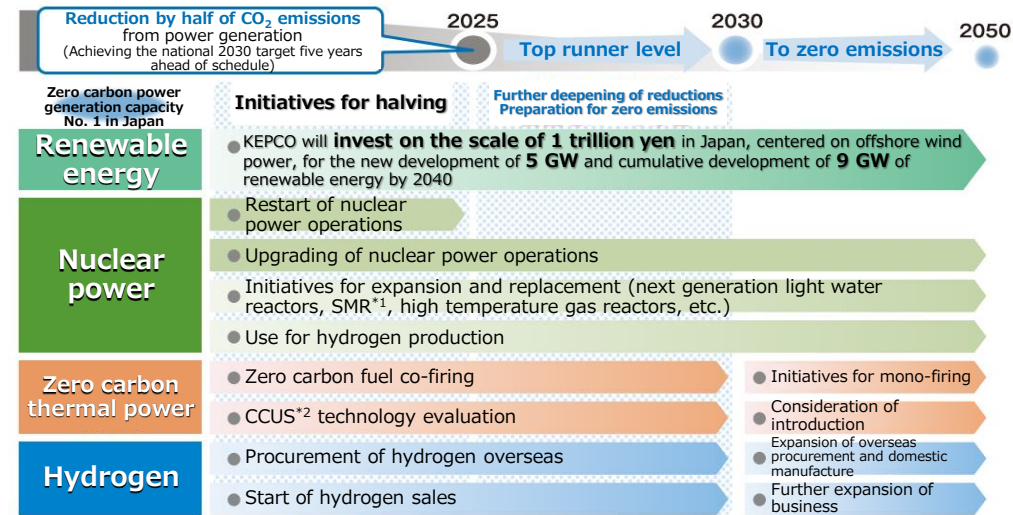 Reduction by half of CO2 emissions
from power generation
(Achieving the national 2030 target five years
ahead of schedule)
2025
Top runner level
2030
To zero emissions
2050
Zero carbon power
generation capacity
No. 1 in Japan
Initiatives for halving
Further deepening of reductions
Preparation for zero emissions
Renewable
energy
KEPCO will invest on the scale of 1 trillion yen in Japan, centered on offshore wind
power, for the new development of 5 GW and cumulative development of 9 GW of
renewable energy by 2040
Nuclear
power
Restart of nuclear
power operations
Upgrading of nuclear power operations
Initiatives for expansion and replacement (next generation light water
reactors, SMR*1, high temperature gas reactors, etc.)
Use for hydrogen production
Zero carbon
thermal power
Zero carbon fuel co-firing
Initiatives for mono-firing
CCUS*2 technology evaluation
Consideration of
introduction
Hydrogen
Procurement of hydrogen overseas
Expansion of overseas
procurement and domestic
manufacture
Start of hydrogen sales
Further expansion of
business